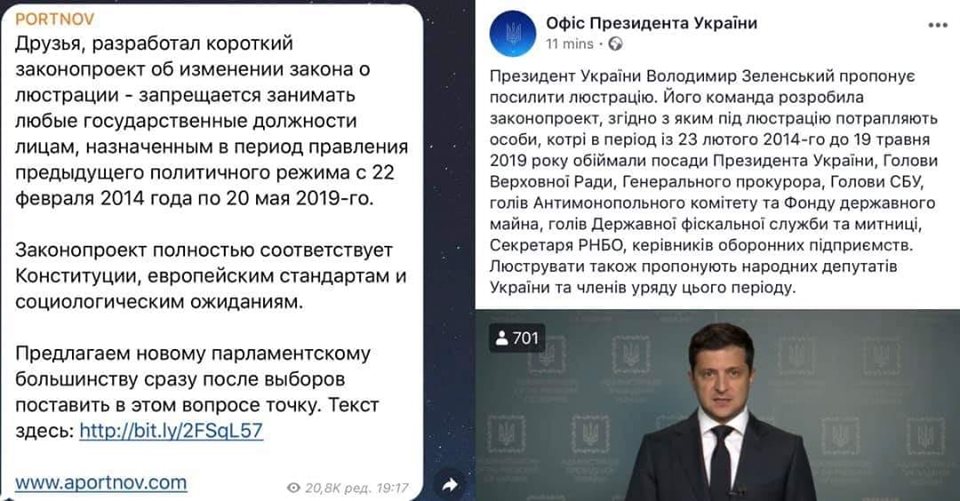 PORTNOV
Друзья, разработал короткий
законопроект об изменении закона о
люстрации - запрещается занимать
любые государственные должности
лицам, назначенным в период правления
предыдущего политичного режима с 22
февраля 2014 года по 20 мая 2019-го.
Законопроект полностью соответствует
Конституции, европейским стандартам и
социологическим ожиданиям.
Предлагаем новому парламентскому
большинству сразу после выборов
поставить в этом вопросе точку. Текст
здесь: http://bit.ly/2FSqL57
www.aportnov.com
20,8K ред. 19:17
Офіс Президента України
11 mins ·
Президент України Володимир Зеленський пропонує
посилити люстрацію. Його команда розробила
законопроект, згідно з яким під люстрацію потрапляють
особи, котрі в період із 23 лютого 2014-го до 19 травня
2019 року обіймали посади Президента України, Голови
Верховної Ради, Генерального прокурора, Голови СБУ,
голів Антимонопольного комітету та Фонду державного
майна, голів Державної фіскальної служби та митниці,
Секретаря РНБО, керівників оборонних підприємств.
Люструвати також пропонують народних депутатів
України та членів уряду цього періоду.
701